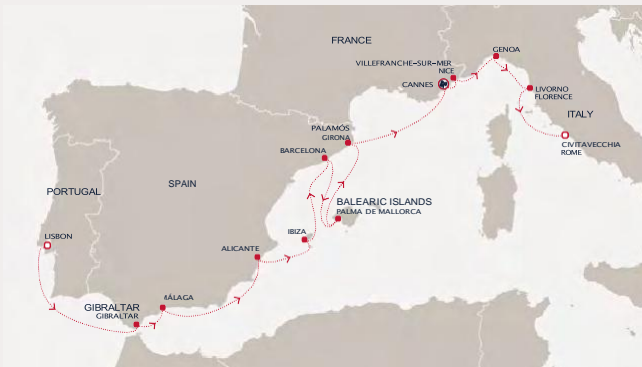 FRANCE
GENOA
VILLEFRANCHE-SUR-MER
NICE
CANNES
LIVORNO
FLORENCE
ITALY
PALAMÓS
GIRONA
CIVITAVECCHIA
ROME
BARCELONA
SPAIN
PORTUGAL
BALEARIC ISLANDS
PALMA DE MALLORCA
IBIZA
LISBON
ALICANTE
MÁLAGA
GIBRALTAR
GIBRALTAR